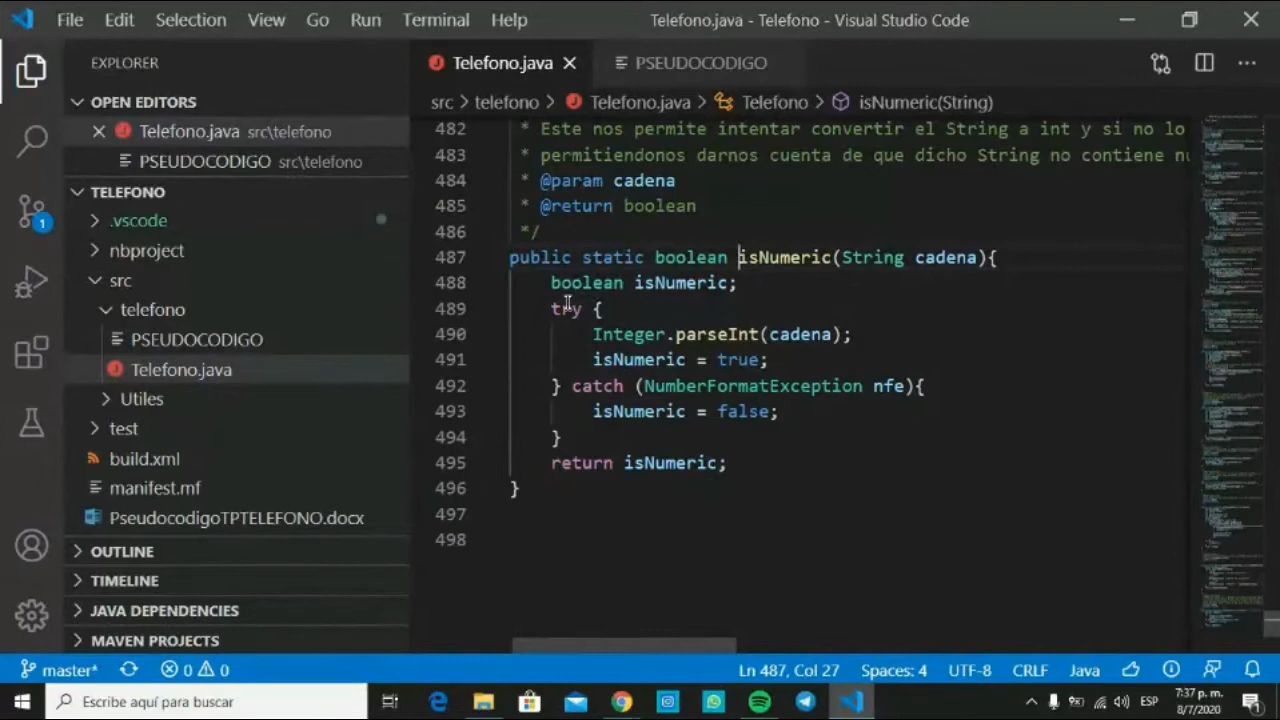 File Edit Selection View Go Run Terminal Help Telefono.java - Telefono - Visual Studio Code
EXPLORER
OPEN EDITORS
Telefono.java src\telefono
PSEUDOCODIGO src\telefono
TELEFONO
.vscode
nbproject
src
telefono
PSEUDOCODIGO
Telefono.java
Utiles
test
build.xml
manifest.mf
PseudocodigoTPTELEFONO.docx
OUTLINE
TIMELINE
JAVA DEPENDENCIES
MAVEN PROJECTS
1
Telefono.java PSEUDOCODIGO
src > telefono > Telefono.java > Telefono > isNumeric(String)
482 * Este nos permite intentar convertir el String a int y si no lo
483 * permitiendonos darnos cuenta de que dicho String no contiene
484 * @param cadena
485 * @return boolean
486 */
487 public static boolean isNumeric(String cadena){
488 boolean isNumeric;
489 try {
490 Integer.parseInt(cadena);
491 isNumeric = true;
492 } catch (NumberFormatException nfe){
493 isNumeric = false;
494 }
495 return isNumeric;
496 }
497
498
master* 0 0 Ln 487, Col 27 Spaces: 4 UTF-8 CRLF Java
Escribe aquí para buscar
ESP
7:37 p. m.
8/7/2020
1